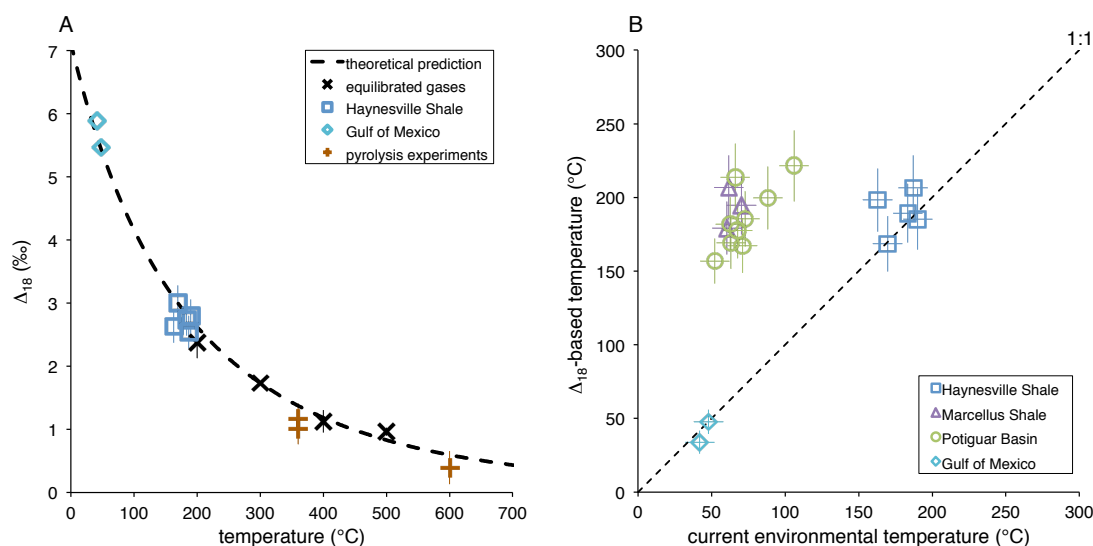 A
Δ18 (‰)
7
6
5
4
3
2
1
0
0 100 200 300 400 500 600 700
temperature (°C)
theoretical prediction
equilibrated gases
Haynesville Shale
Gulf of Mexico
pyrolysis experiments
B
1:1
Δ18-based temperature (°C)
300
250
200
150
100
50
0
0 50 100 150 200 250 300
current environmental temperature (°C)
Haynesville Shale
Marcellus Shale
Potiguar Basin
Gulf of Mexico